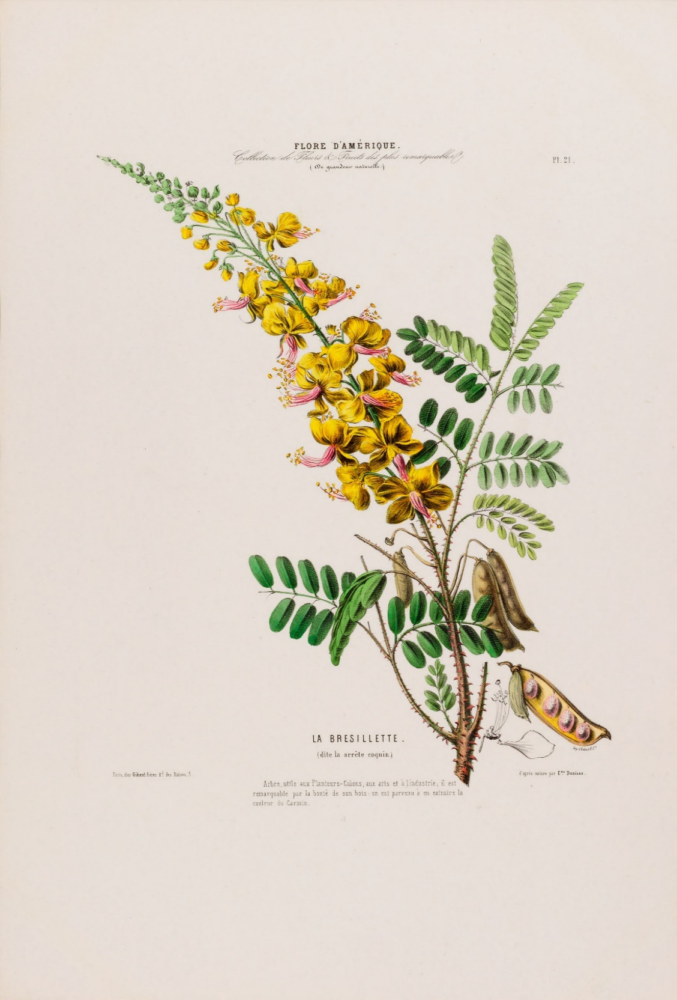 FLORE D'AMÉRIQUE.
Collection de Fleurs & Fruits des plus remarquables
(De grandeur naturelle)
Pl. 21.
LA BRESILLETTE.
(dite la arrête coquin.)
Paris, chez Gihaut frères Bd. des Italiens, 5.
d'après nature par Enne Denisse.
Arbre, utile aux Planteurs-Colons, aux arts et à l'industrie; il est
remarquable par la bonté de son bois: on est parvenu à en extraire la
couleur du Carmin.